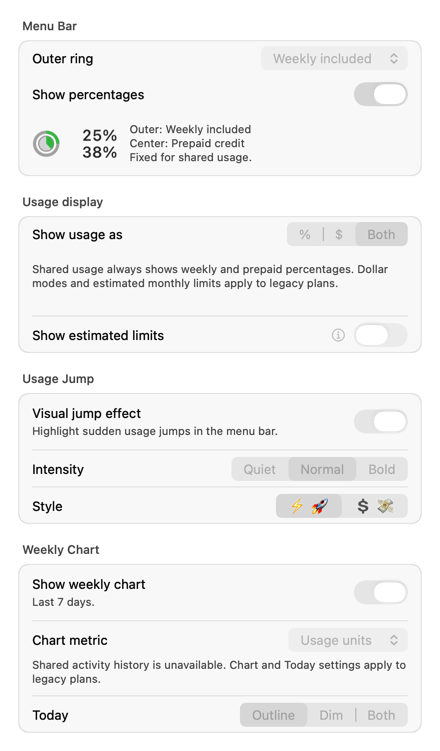 Menu Bar
Outer ring
Weekly included
Show percentages
25%
38%
Outer: Weekly included
Center: Prepaid credit
Fixed for shared usage.
Usage display
Show usage as
% | $ Both
Shared usage always shows weekly and prepaid percentages. Dollar
modes and estimated monthly limits apply to legacy plans.
Show estimated limits
Usage Jump
Visual jump effect
Highlight sudden usage jumps in the menu bar.
Intensity
Quiet Normal Bold
Style
⚡ 🚀 $ 💸
Weekly Chart
Show weekly chart
Last 7 days.
Chart metric
Usage units
Shared activity history is unavailable. Chart and Today settings apply to
legacy plans.
Today
Outline Dim | Both